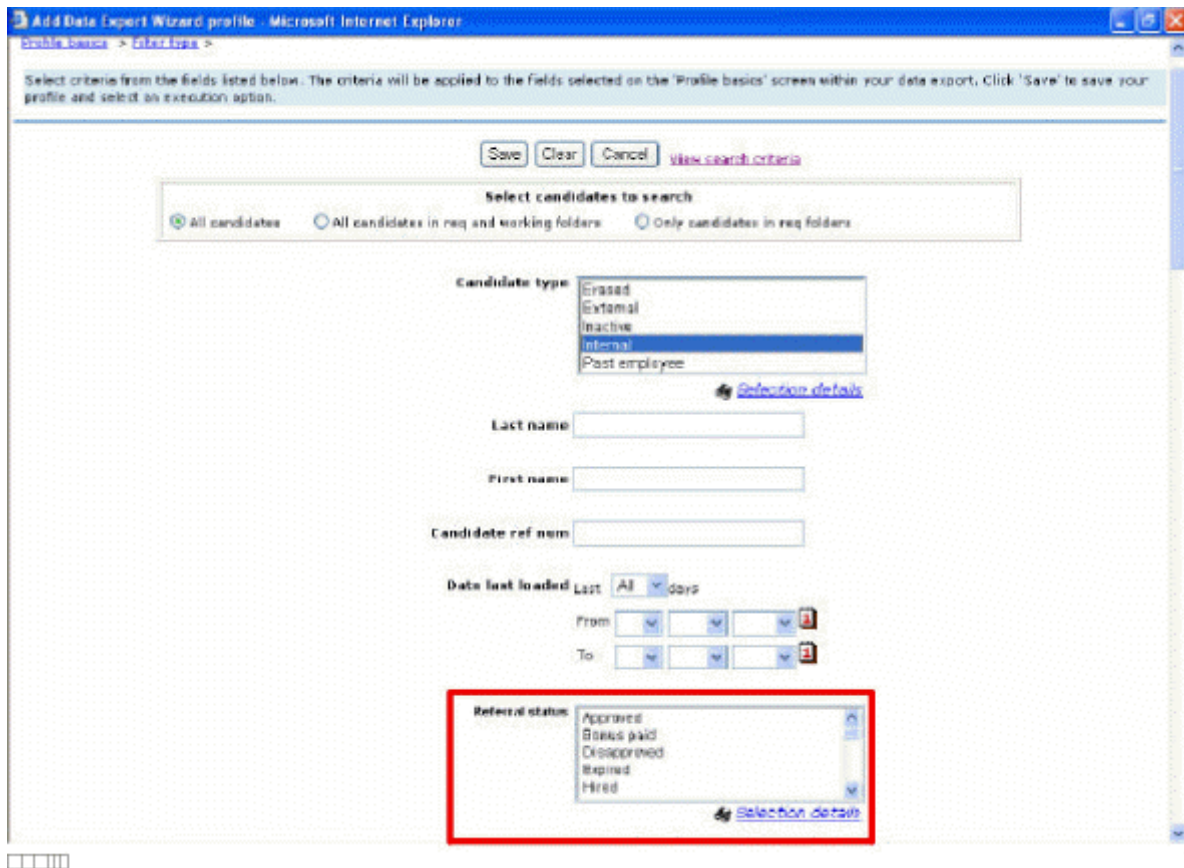 Add Data Export Wizard profile - Microsoft Internet Explorer
Profile basics > Filter type >
Select criteria from the fields listed below. The criteria will be applied to the fields selected on the 'Profile basics' screen within your data export. Click 'Save' to save your
profile and select an execution option.
Save Clear Cancel View search criteria
Select candidates to search
All candidates All candidates in req and working folders Only candidates in req folders
Candidate type
Erased
External
Inactive
Internal
Past employee
Selection details
Last name
First name
Candidate ref num
Date last loaded Last All days
From
To
Referral status
Approved
Bonus paid
Disapproved
Expired
Hired
Selection details